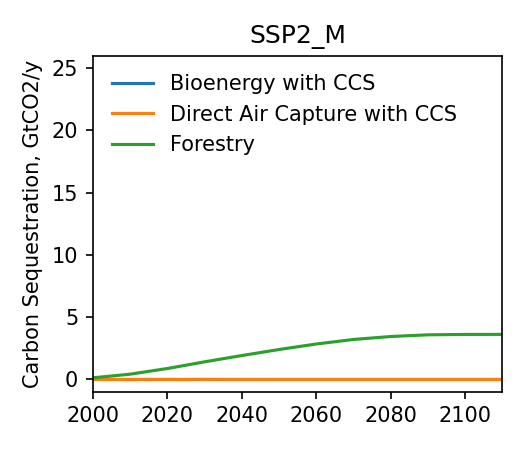 SSP2_M
Carbon Sequestration, GtCO2/y
25
20
15
10
5
0
Bioenergy with CCS
Direct Air Capture with CCS
Forestry
2000 2020 2040 2060 2080 2100